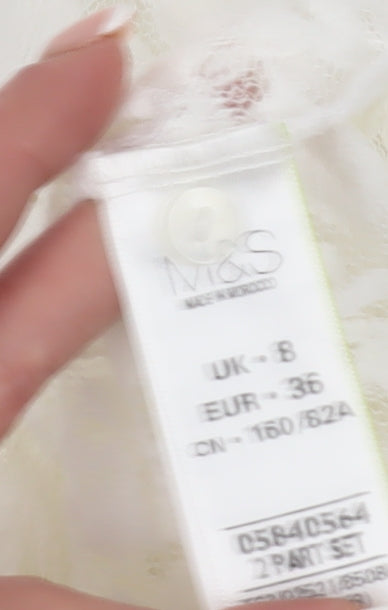 M&S
MADE IN MOROCCO
UK - 8
EUR - 36
CN - 160/82A
05840564
2 PART SET